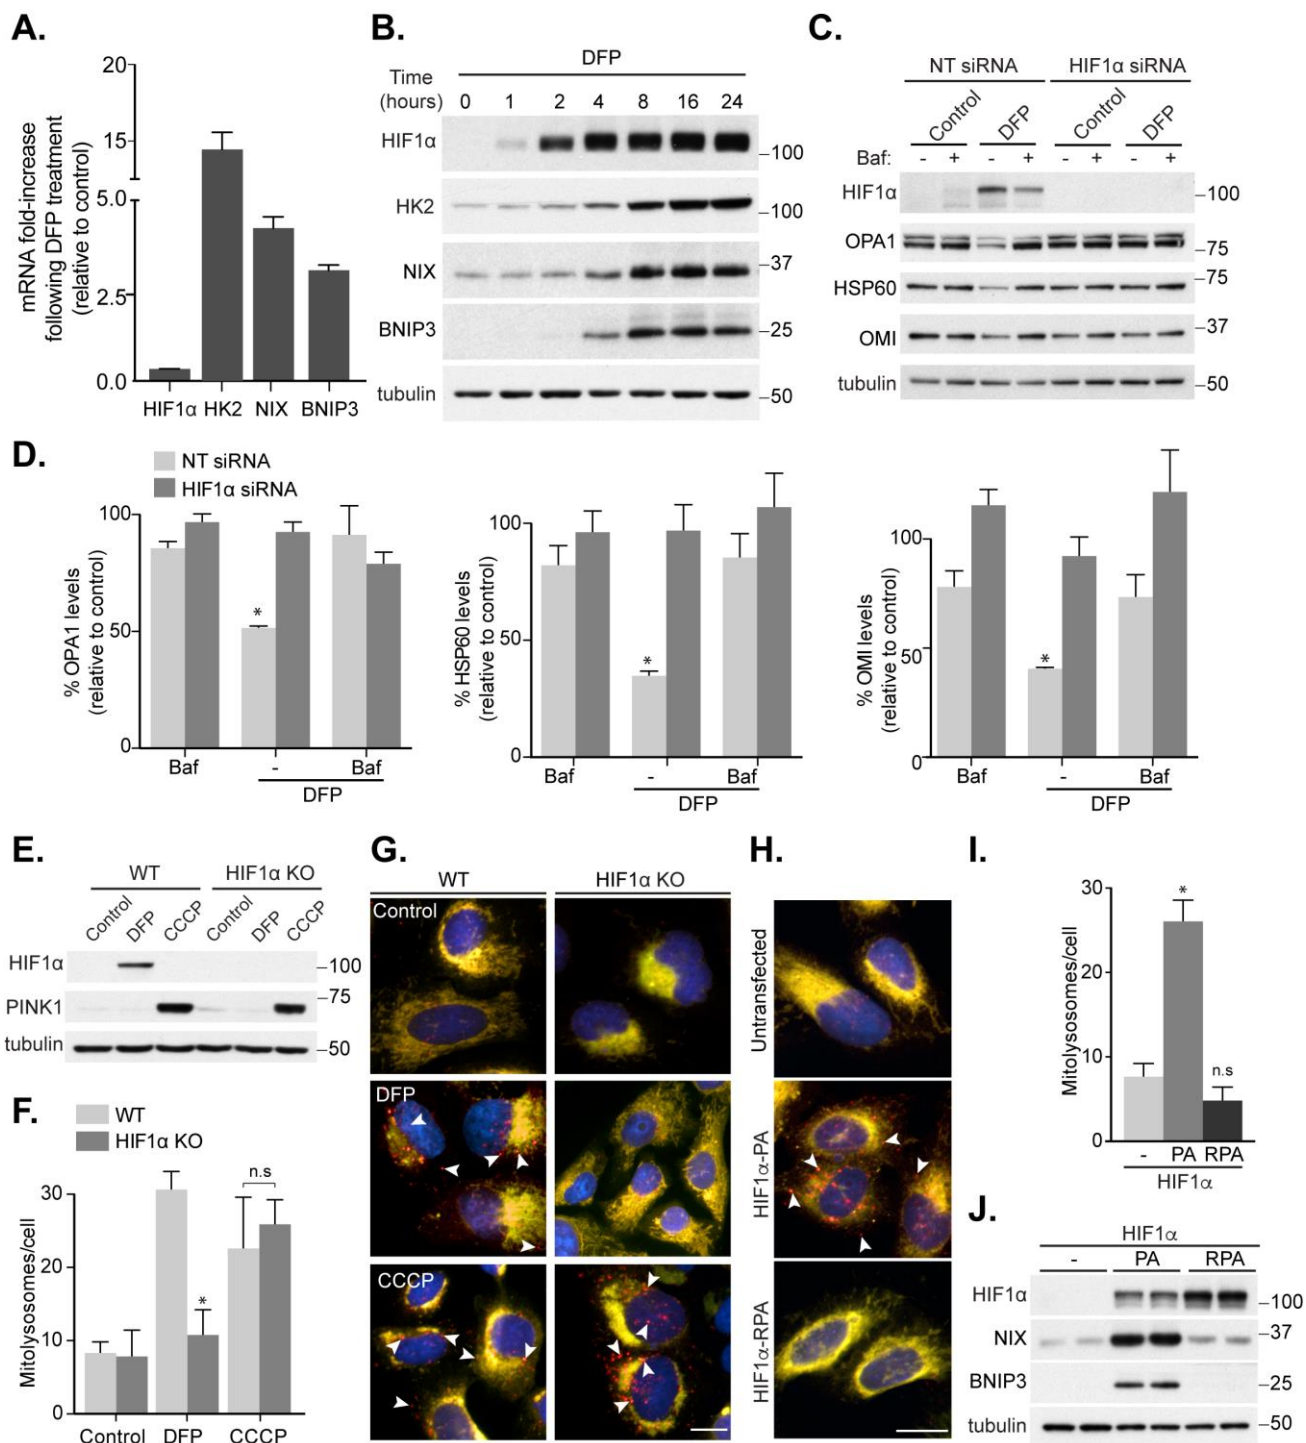 A.
20
15
5.0
2.5
0.0
mRNA fold-increase
following DFP treatment
(relative to control)
HIF1α HK2 NIX BNIP3
B.
DFP
Time
(hours)
0 1 2 4 8 16 24
HIF1α
–100
HK2
–100
NIX
–37
BNIP3
–25
tubulin
–50
C.
NT siRNA HIF1α siRNA
Control DFP Control DFP
Baf: - + - + - + - +
HIF1α
–100
OPA1
–75
HSP60
–75
OMI
–37
tubulin
–50
D.
NT siRNA
HIF1α siRNA
% OPA1 levels
(relative to control)
100
50
0
*
Baf - Baf
DFP
% HSP60 levels
(relative to control)
100
50
0
*
Baf - Baf
DFP
% OMI levels
(relative to control)
100
50
0
*
Baf - Baf
DFP
E.
WT HIF1α KO
Control DFP CCCP Control DFP CCCP
HIF1α
–100
PINK1
–75
tubulin
–50
F.
WT
HIF1α KO
Mitolysosomes/cell
30
20
10
0
*
n.s
Control DFP CCCP
G.
WT HIF1α KO
Control
DFP
CCCP
H.
Untransfected
HIF1α-PA
HIF1α-RPA
I.
Mitolysosomes/cell
30
20
10
0
*
n.s
- PA RPA
HIF1α
J.
HIF1α
- PA RPA
HIF1α
–100
NIX
–37
BNIP3
–25
tubulin
–50